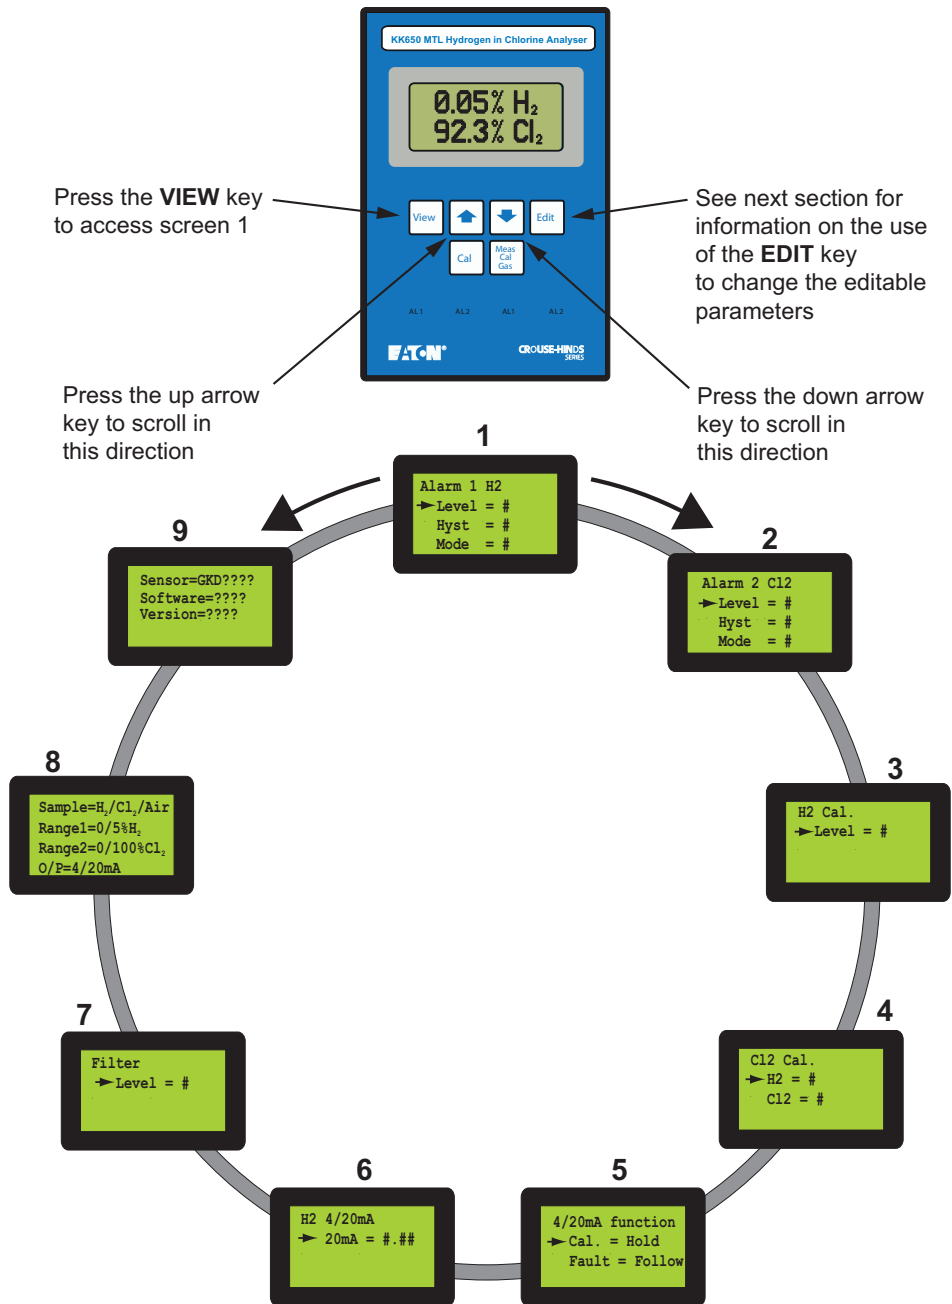 KK650 MTL Hydrogen in Chlorine Analyser
0.05% H₂
92.3% Cl₂
Press the VIEW key
to access screen 1
See next section for
information on the use
of the EDIT key
to change the editable
parameters
View
Edit
Cal
Meas
Cal
Gas
AL1 AL2 AL1 AL2
EATON®
CROUSE-HINDS
SERIES
Press the up arrow
key to scroll in
this direction
Press the down arrow
key to scroll in
this direction
1
Alarm 1 H2
Level = #
Hyst = #
Mode = #
2
Alarm 2 Cl2
Level = #
Hyst = #
Mode = #
3
H2 Cal.
Level = #
4
Cl2 Cal.
H2 = #
Cl2 = #
5
4/20mA function
Cal. = Hold
Fault = Follow
6
H2 4/20mA
20mA = #.##
7
Filter
Level = #
8
Sample=H₂/Cl₂/Air
Range1=0/5%H₂
Range2=0/100%Cl₂
O/P=4/20mA
9
Sensor=GKD????
Software=????
Version=????